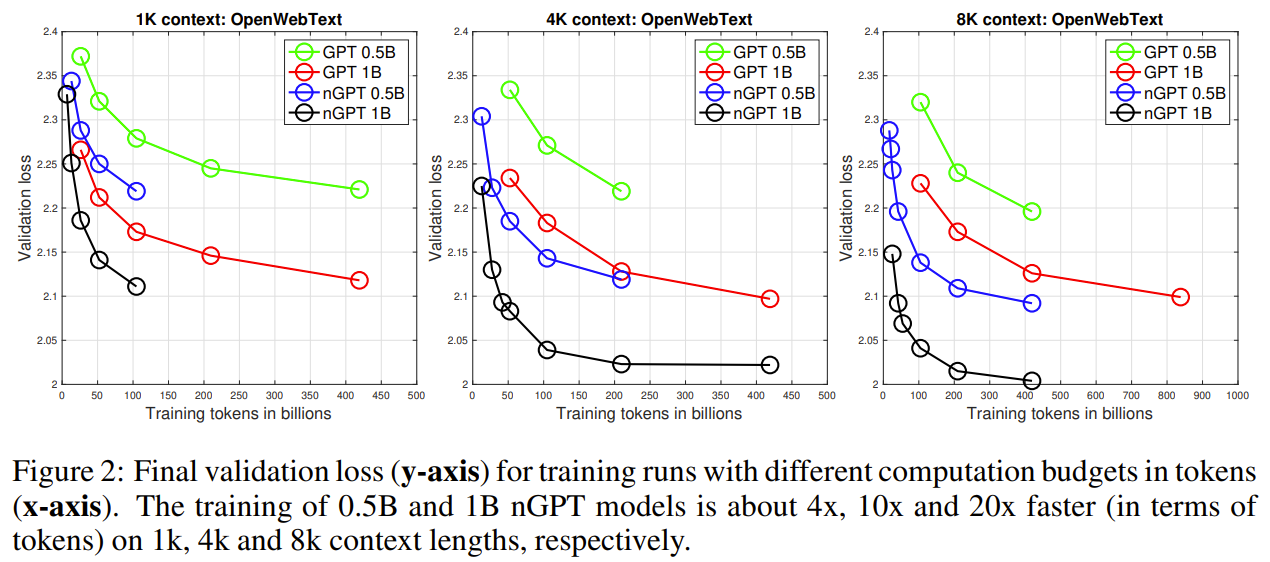 1K context: OpenWebText
2.4
2.35
2.3
2.25
2.2
2.15
2.1
2.05
2
Validation loss
GPT 0.5B
GPT 1B
nGPT 0.5B
nGPT 1B
0 50 100 150 200 250 300 350 400 450 500
Training tokens in billions
4K context: OpenWebText
2.4
2.35
2.3
2.25
2.2
2.15
2.1
2.05
2
Validation loss
GPT 0.5B
GPT 1B
nGPT 0.5B
nGPT 1B
0 50 100 150 200 250 300 350 400 450 500
Training tokens in billions
8K context: OpenWebText
2.4
2.35
2.3
2.25
2.2
2.15
2.1
2.05
2
Validation loss
GPT 0.5B
GPT 1B
nGPT 0.5B
nGPT 1B
0 100 200 300 400 500 600 700 800 900 1000
Training tokens in billions
Figure 2: Final validation loss (y-axis) for training runs with different computation budgets in tokens
(x-axis). The training of 0.5B and 1B nGPT models is about 4x, 10x and 20x faster (in terms of
tokens) on 1k, 4k and 8k context lengths, respectively.